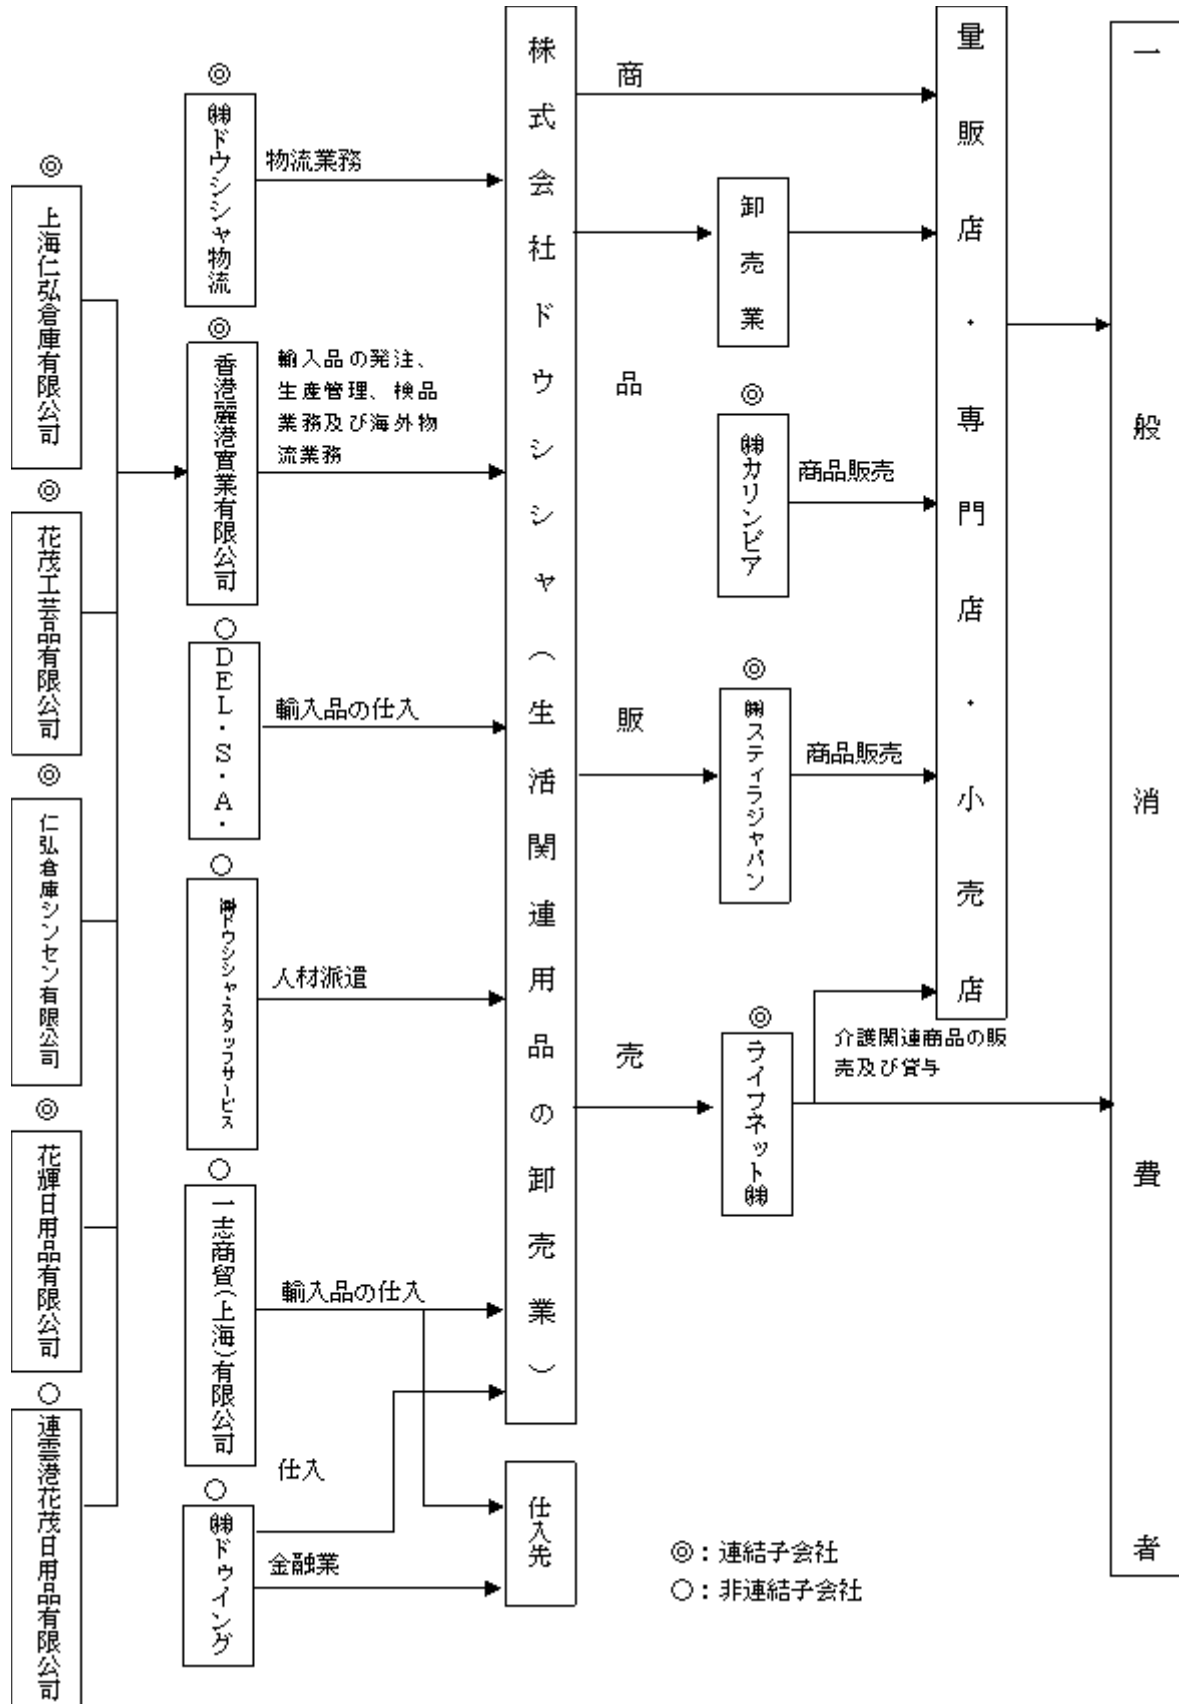 ◎
上海仁弘倉庫有限公司
◎
花茂工芸品有限公司
◎
仁弘倉庫シンセン有限公司
◎
花輝日用品有限公司
○
連雲港花茂日用品有限公司
◎
㈱ドウシシャ物流
物流業務
◎
香港麗港實業有限公司
輸入品の発注、
生産管理、検品
業務及び海外物
流業務
○
DEL・S・A・
輸入品の仕入
○
㈱ドウシシャ・スタッフサービス
人材派遣
○
一志商貿(上海)有限公司
輸入品の仕入
○
㈱ドゥイング
仕入
金融業
株式会社ドウシシャ(生活関連用品の卸売業)
仕入先
商品販売
卸売業
◎
㈱カリンピア
商品販売
◎
㈱スティラジャパン
商品販売
◎
ライフネット㈱
介護関連商品の販
売及び貸与
量販店・専門店・小売店
一般消費者
◎:連結子会社
○:非連結子会社